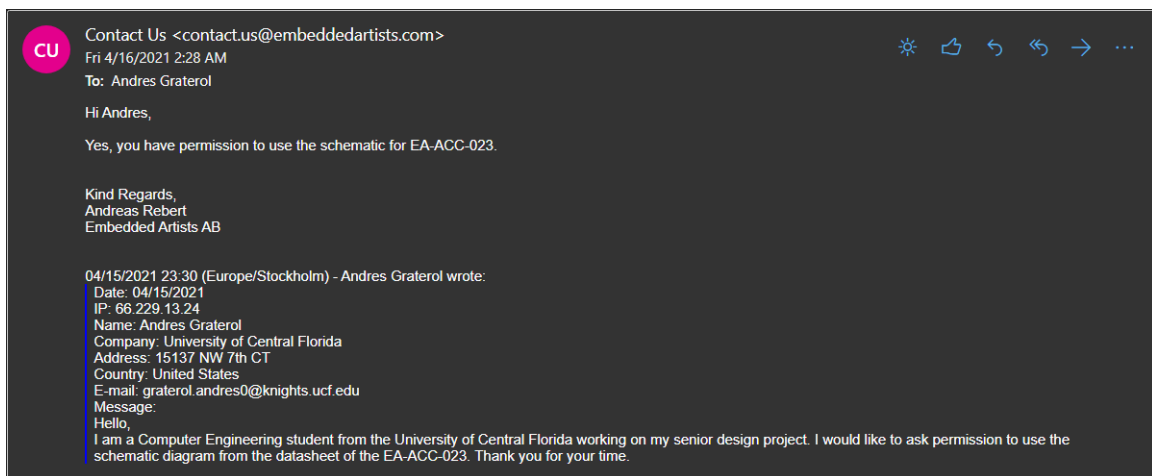 CU
Contact Us <contact.us@embeddedartists.com>
Fri 4/16/2021 2:28 AM
To: Andres Graterol
Hi Andres,
Yes, you have permission to use the schematic for EA-ACC-023.
Kind Regards,
Andreas Rebert
Embedded Artists AB
04/15/2021 23:30 (Europe/Stockholm) - Andres Graterol wrote:
Date: 04/15/2021
IP: 66.229.13.24
Name: Andres Graterol
Company: University of Central Florida
Address: 15137 NW 7th CT
Country: United States
E-mail: graterol.andres0@knights.ucf.edu
Message:
Hello,
I am a Computer Engineering student from the University of Central Florida working on my senior design project. I would like to ask permission to use the
schematic diagram from the datasheet of the EA-ACC-023. Thank you for your time.